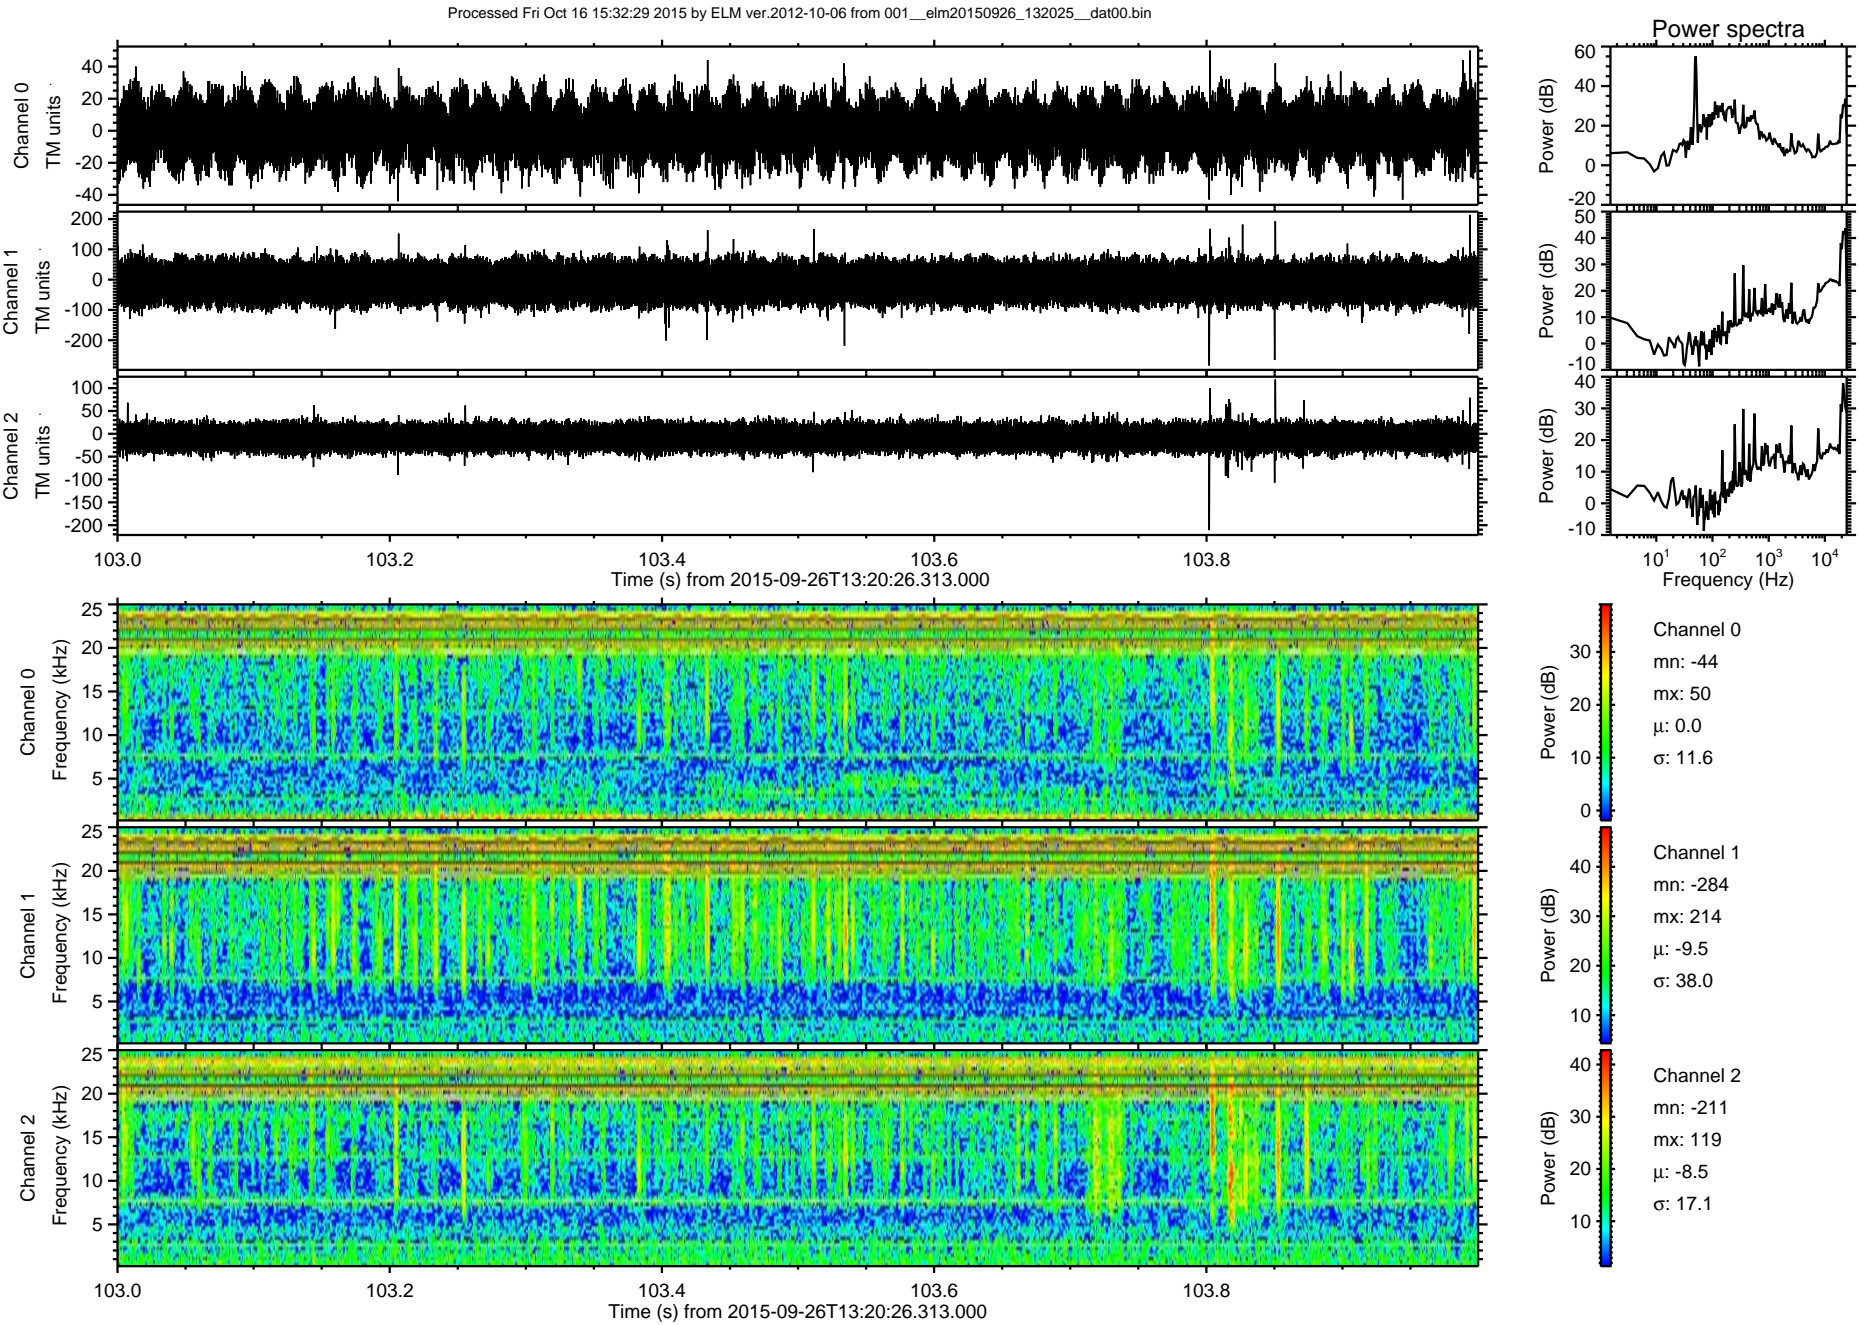 Processed Fri Oct 16 15:32:29 2015 by ELM ver.2012-10-06 from 001__elm20150926_132025__dat00.bin
Power spectra
Channel 0
TM units
40
20
0
-20
-40
Power (dB)
60
40
20
0
-20
Channel 1
TM units
200
100
0
-100
-200
Power (dB)
50
40
30
20
10
0
-10
Channel 2
TM units
100
50
0
-50
-100
-150
-200
Power (dB)
40
30
20
10
0
-10
103.0 103.2 103.4 103.6 103.8
Time (s) from 2015-09-26T13:20:26.313.000
10^1 10^2 10^3 10^4
Frequency (Hz)
Channel 0
Frequency (kHz)
25
20
15
10
5
Power (dB)
30
20
10
0
Channel 0
mn: -44
mx: 50
µ: 0.0
σ: 11.6
Channel 1
Frequency (kHz)
25
20
15
10
5
Power (dB)
40
30
20
10
Channel 1
mn: -284
mx: 214
µ: -9.5
σ: 38.0
Channel 2
Frequency (kHz)
25
20
15
10
5
Power (dB)
40
30
20
10
Channel 2
mn: -211
mx: 119
µ: -8.5
σ: 17.1
103.0 103.2 103.4 103.6 103.8
Time (s) from 2015-09-26T13:20:26.313.000